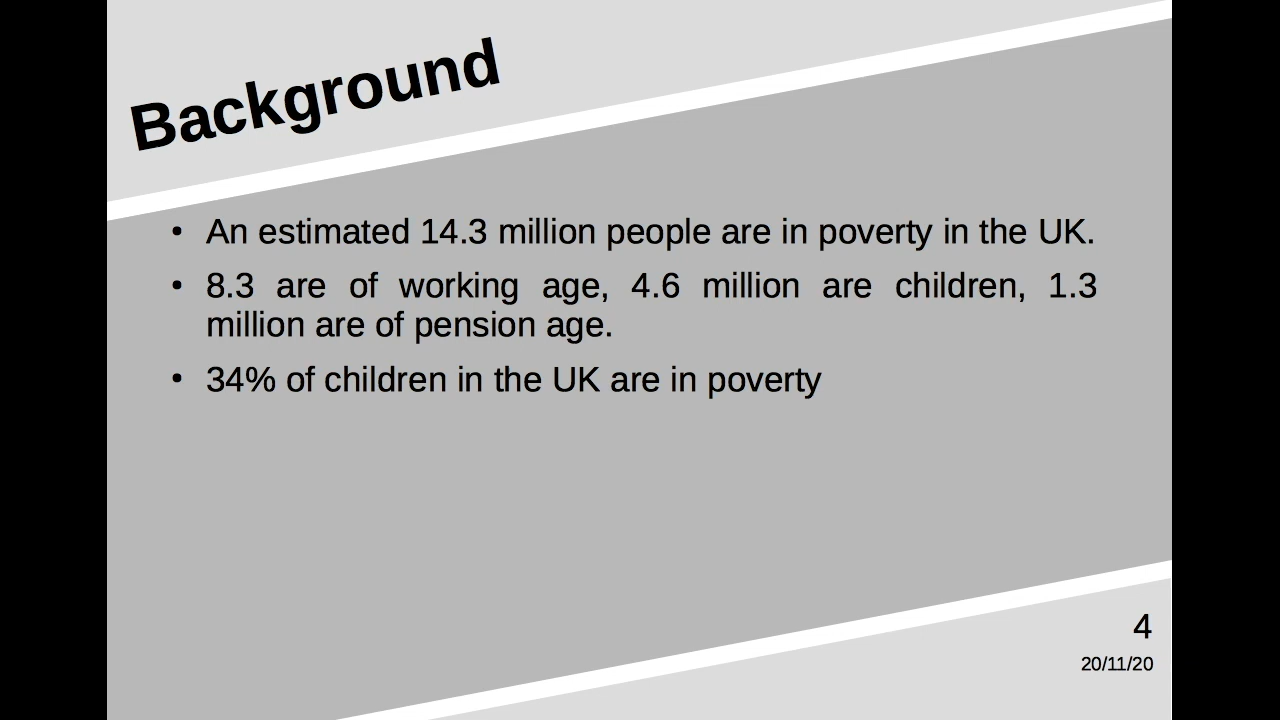 Background
• An estimated 14.3 million people are in poverty in the UK.
• 8.3 are of working age, 4.6 million are children, 1.3
million are of pension age.
• 34% of children in the UK are in poverty
4
20/11/20